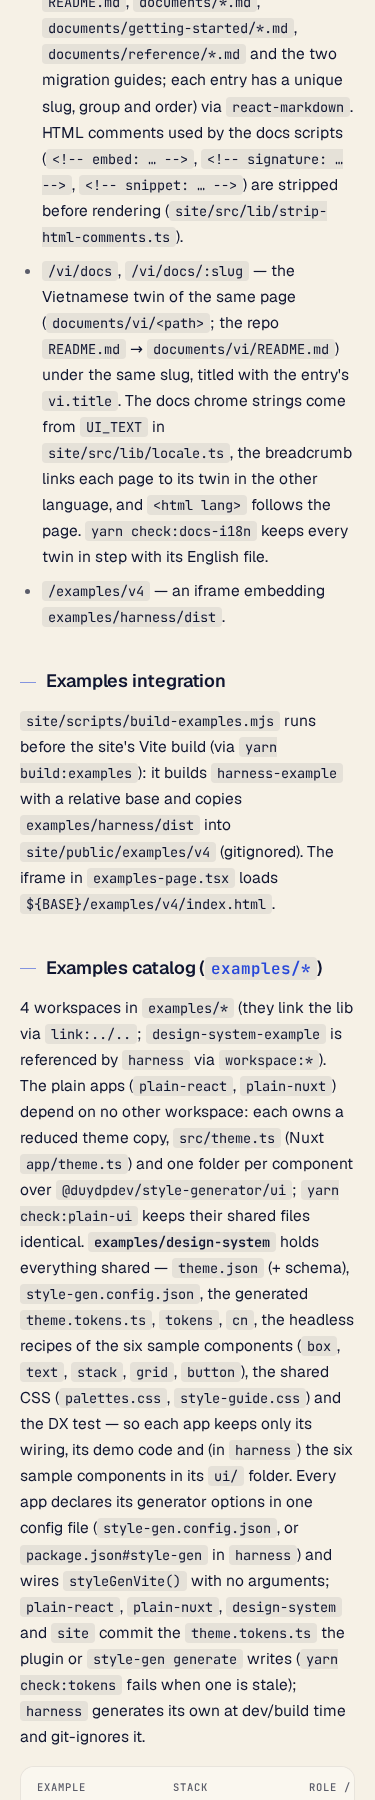 README.md, documents/*.md,
documents/getting-started/*.md,
documents/reference/*.md and the two
migration guides; each entry has a unique
slug, group and order) via react-markdown.
HTML comments used by the docs scripts
(<!-- embed: … -->, <!-- signature: …
-->, <!-- snippet: … -->) are stripped
before rendering (site/src/lib/strip-
html-comments.ts).
/vi/docs, /vi/docs/:slug — the
Vietnamese twin of the same page
(documents/vi/<path>; the repo
README.md → documents/vi/README.md)
under the same slug, titled with the entry's
vi.title. The docs chrome strings come
from UI_TEXT in
site/src/lib/locale.ts, the breadcrumb
links each page to its twin in the other
language, and <html lang> follows the
page. yarn check:docs-i18n keeps every
twin in step with its English file.
/examples/v4 — an iframe embedding
examples/harness/dist.
— Examples integration
site/scripts/build-examples.mjs runs
before the site's Vite build (via yarn
build:examples): it builds harness-example
with a relative base and copies
examples/harness/dist into
site/public/examples/v4 (gitignored). The
iframe in examples-page.tsx loads
${BASE}/examples/v4/index.html.
— Examples catalog (examples/*)
4 workspaces in examples/* (they link the lib
via link:../..; design-system-example is
referenced by harness via workspace:*).
The plain apps (plain-react, plain-nuxt)
depend on no other workspace: each owns a
reduced theme copy, src/theme.ts (Nuxt
app/theme.ts) and one folder per component
over @duydpdev/style-generator/ui; yarn
check:plain-ui keeps their shared files
identical. examples/design-system holds
everything shared — theme.json (+ schema),
style-gen.config.json, the generated
theme.tokens.ts, tokens, cn, the headless
recipes of the six sample components (box,
text, stack, grid, button), the shared
CSS (palettes.css, style-guide.css) and
the DX test — so each app keeps only its
wiring, its demo code and (in harness) the six
sample components in its ui/ folder. Every
app declares its generator options in one
config file (style-gen.config.json, or
package.json#style-gen in harness) and
wires styleGenVite() with no arguments;
plain-react, plain-nuxt, design-system
and site commit the theme.tokens.ts the
plugin or style-gen generate writes (yarn
check:tokens fails when one is stale);
harness generates its own at dev/build time
and git-ignores it.
EXAMPLE STACK ROLE /